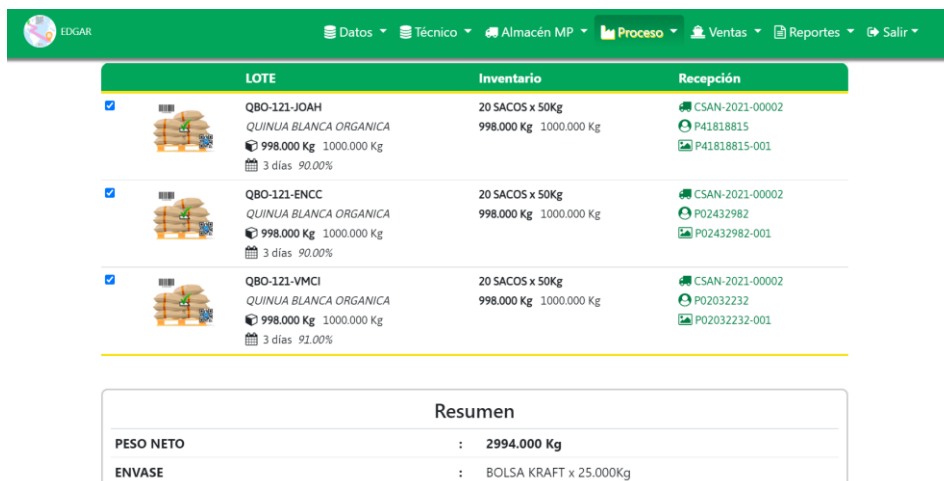 EDGAR Datos Técnico Almacén MP Proceso Ventas Reportes Salir
LOTE Inventario Recepción
QBO-121-JOAH 20 SACOS x 50Kg CSAN-2021-00002
QUINUA BLANCA ORGANICA 998.000 Kg 1000.000 Kg P41818815
998.000 Kg 1000.000 Kg P41818815-001
3 días 90.00%
QBO-121-ENCC 20 SACOS x 50Kg CSAN-2021-00002
QUINUA BLANCA ORGANICA 998.000 Kg 1000.000 Kg P02432982
998.000 Kg 1000.000 Kg P02432982-001
3 días 90.00%
QBO-121-VMCI 20 SACOS x 50Kg CSAN-2021-00002
QUINUA BLANCA ORGANICA 998.000 Kg 1000.000 Kg P02032232
998.000 Kg 1000.000 Kg P02032232-001
3 días 91.00%
Resumen
PESO NETO : 2994.000 Kg
ENVASE : BOLSA KRAFT x 25.000Kg